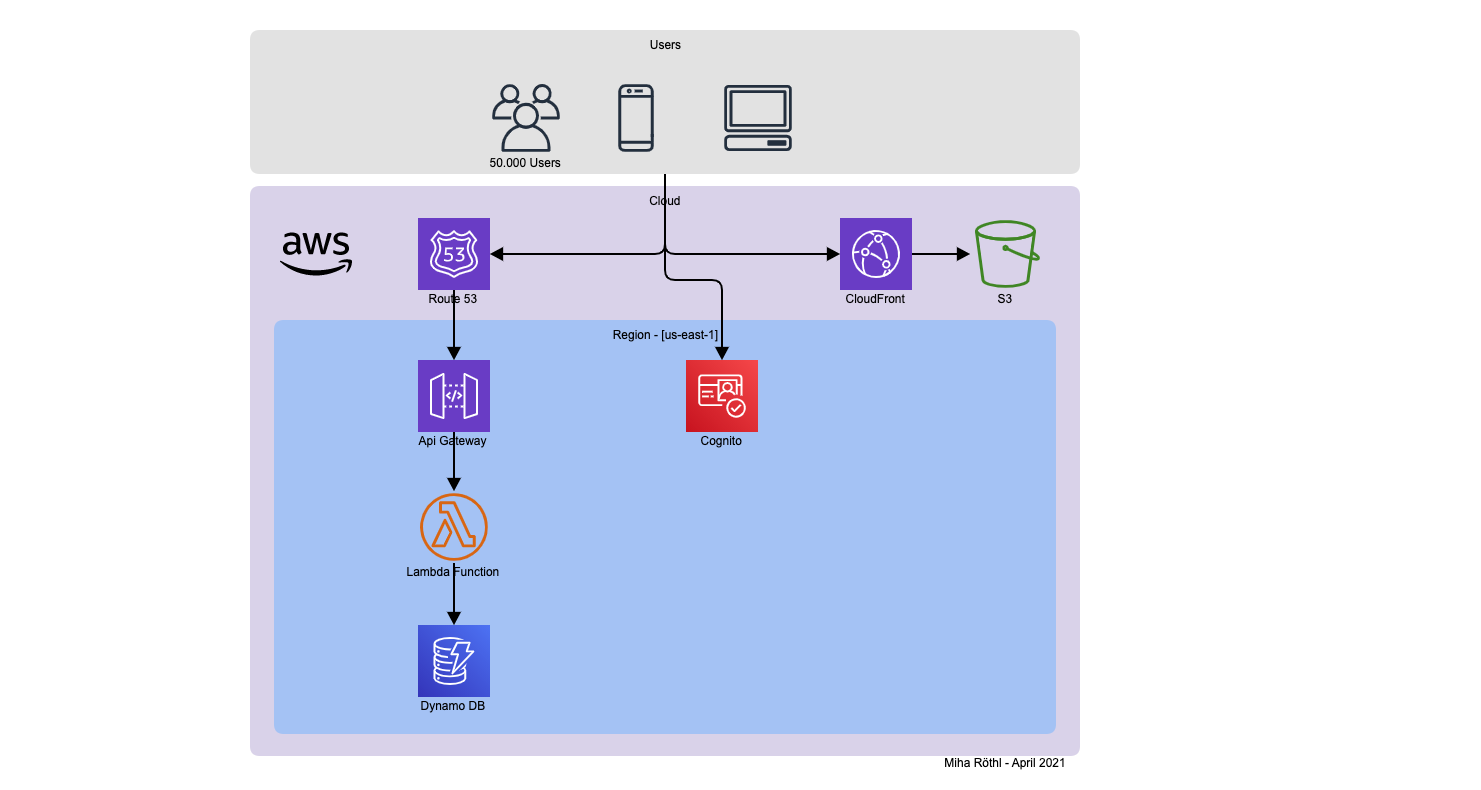 Users
50.000 Users
Cloud
aws
53
Route 53
CloudFront
S3
Region - [us-east-1]
</>
Api Gateway
Cognito
Lambda Function
Dynamo DB
Miha Röthl - April 2021